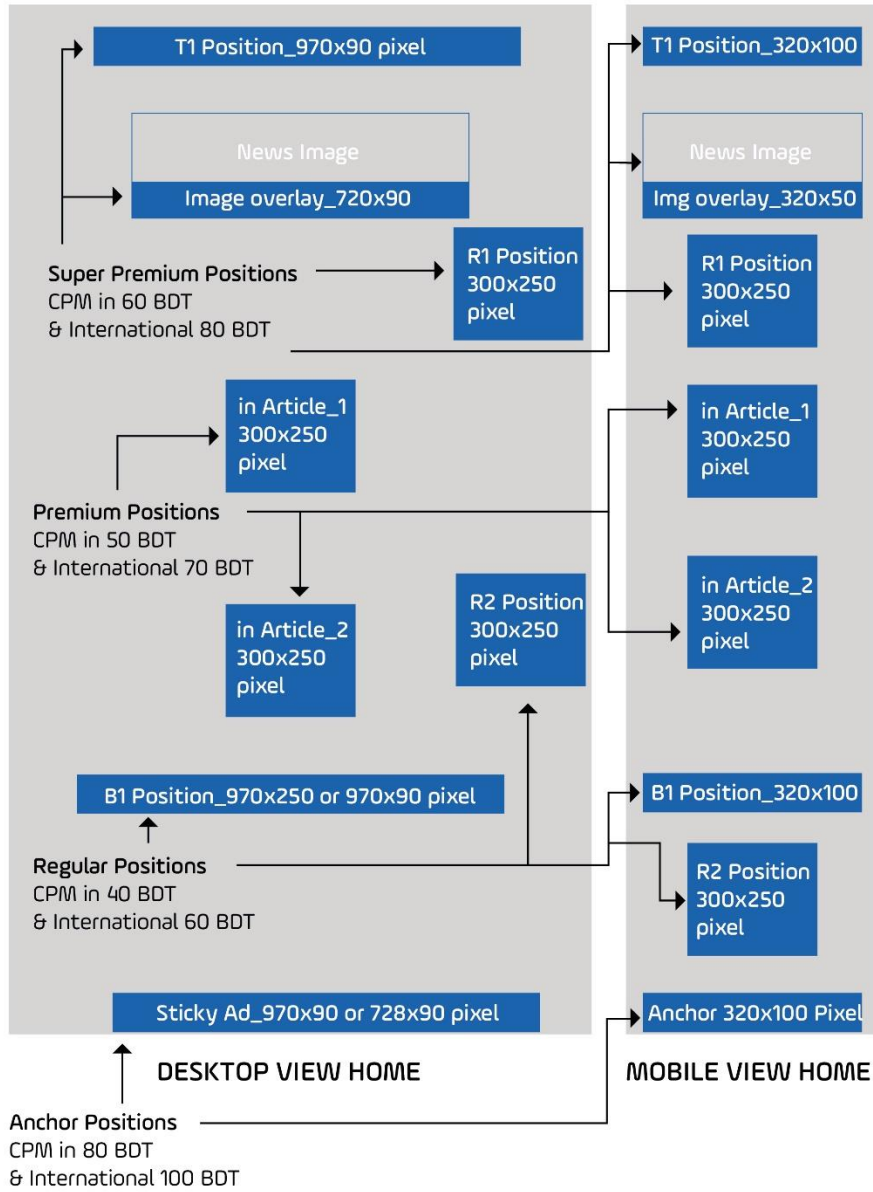 T1 Position_970x90 pixel
T1 Position_320x100
News Image
Image overlay_720x90
News Image
Img overlay_320x50
Super Premium Positions
CPM in 60 BDT
& International 80 BDT
R1 Position
300x250
pixel
R1 Position
300x250
pixel
in Article_1
300x250
pixel
in Article_1
300x250
pixel
Premium Positions
CPM in 50 BDT
& International 70 BDT
in Article_2
300x250
pixel
R2 Position
300x250
pixel
in Article_2
300x250
pixel
B1 Position_970x250 or 970x90 pixel
B1 Position_320x100
Regular Positions
CPM in 40 BDT
& International 60 BDT
R2 Position
300x250
pixel
Sticky Ad_970x90 or 728x90 pixel
Anchor 320x100 Pixel
DESKTOP VIEW HOME
MOBILE VIEW HOME
Anchor Positions
CPM in 80 BDT
& International 100 BDT